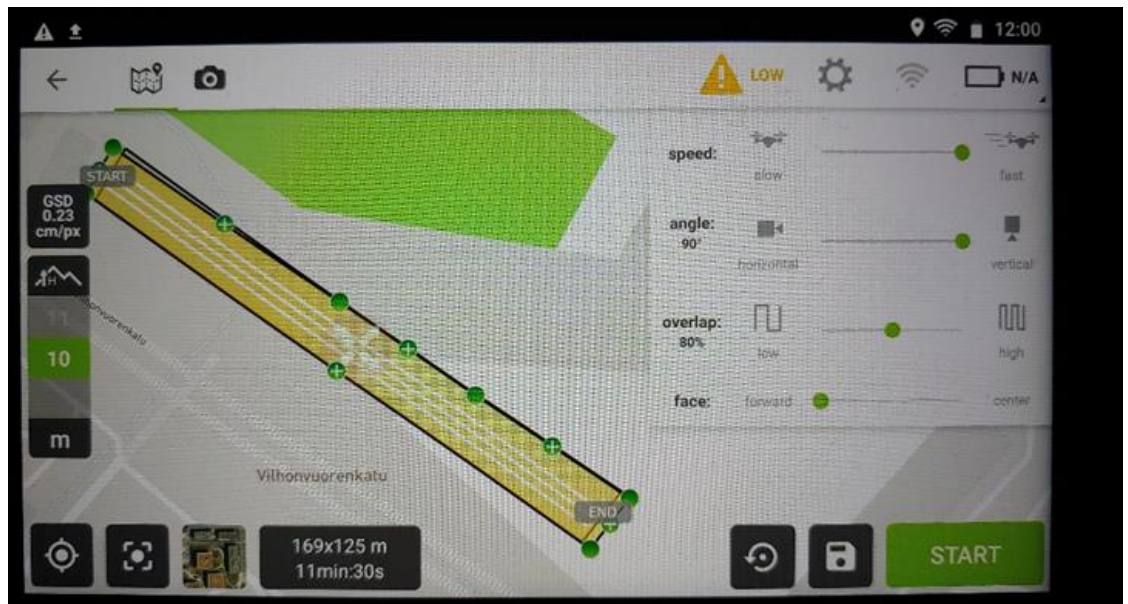 12:00
LOW
N/A
START
GSD
0.23
cm/px
11
10
m
Vilhonvuorenkatu
Vilhonvuorenkatu
END
speed:
slow
fast
angle:
90°
horizontal
vertical
overlap:
80%
low
high
face:
forward
center
169x125 m
11min:30s
START